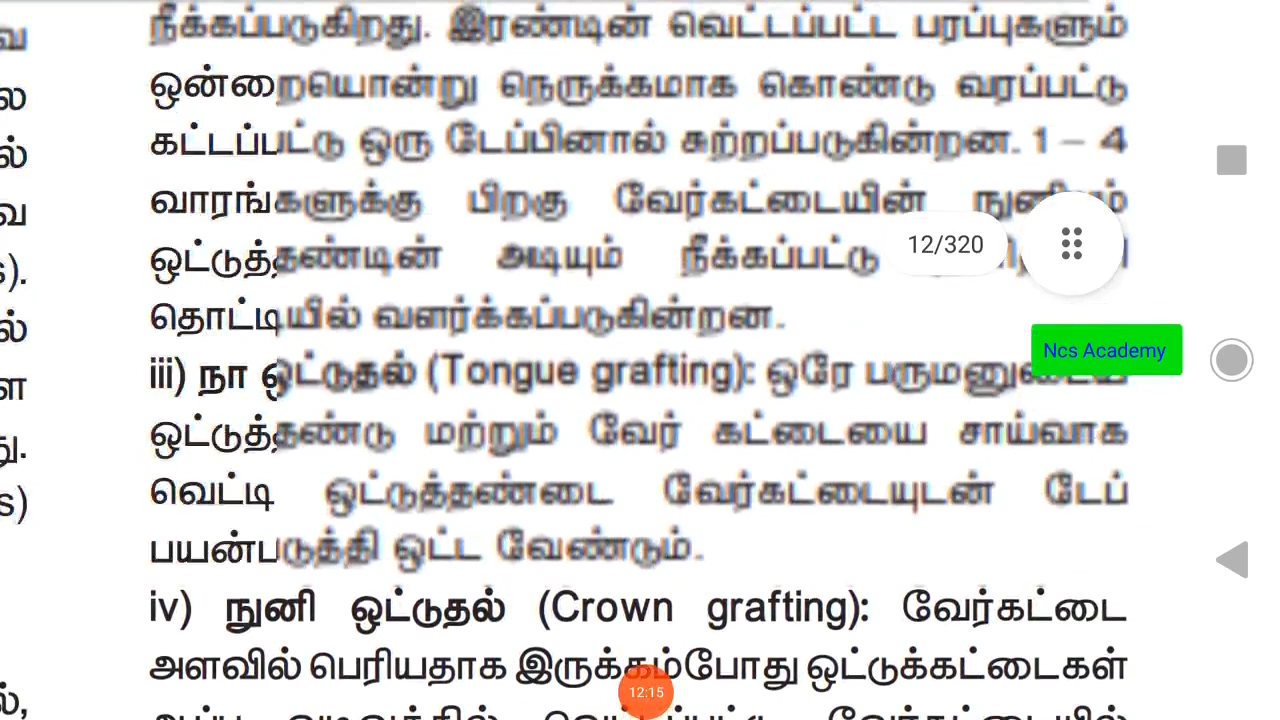 வ
நீக்கப்படுகிறது. இரண்டின் வெட்டப்பட்ட பரப்புகளும்
ல
ஒன்றையொன்று நெருக்கமாக கொண்டு வரப்பட்டு
ல்
கட்டப்பட்டு ஒரு டேப்பினால் சுற்றப்படுகின்றன. 1 – 4
வ
வாரங்களுக்கு பிறகு வேர்கட்டையின்
s).
ஒட்டுத்தண்டின் அடியும் நீக்கப்பட்டு
12/320
ல்
தொட்டியில் வளர்க்கப்படுகின்றன.
Ncs Academy
iii) நா ஒட்டுதல் (Tongue grafting): ஒரே பருமனுடைய
ள
ஒட்டுத்தண்டு மற்றும் வேர் கட்டையை சாய்வாக
து.
வெட்டி ஒட்டுத்தண்டை வேர்கட்டையுடன் டேப்
s)
பயன்படுத்தி ஒட்ட வேண்டும்.
iv) நுனி ஒட்டுதல் (Crown grafting): வேர்கட்டை
அளவில் பெரியதாக இருக்கம்போது ஒட்டுக்கட்டைகள்
12:15
ல்,